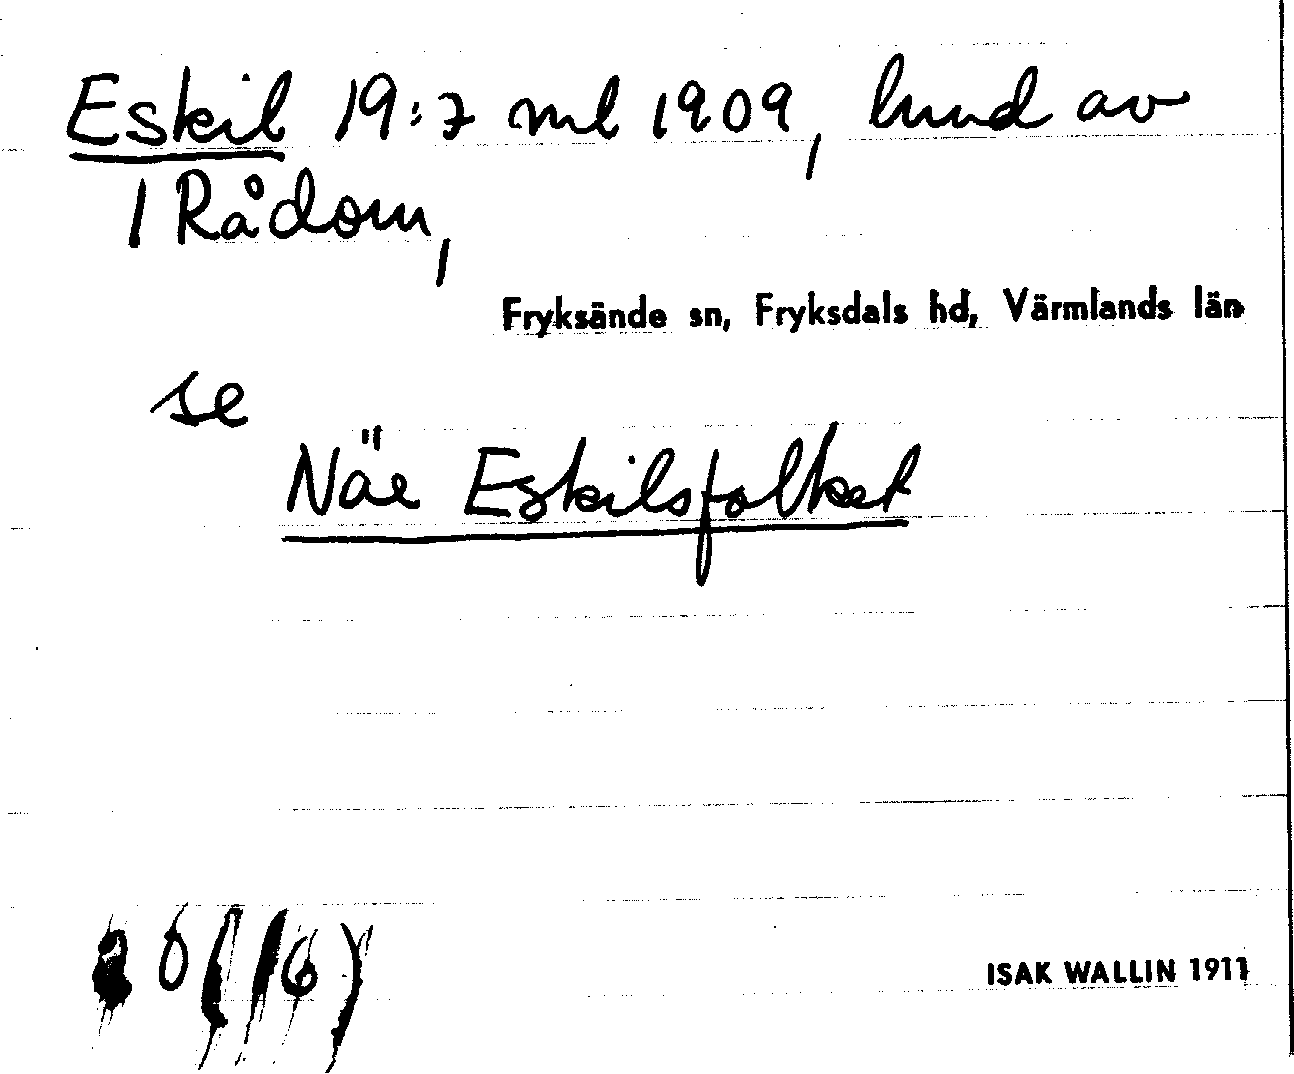 Eskil 19:7 ml 1909, lund av
1 Rådom,
Fryksände sn, Fryksdals hd, Värmlands län
se
Näe Eskilsfolket
ISAK WALLIN 1911